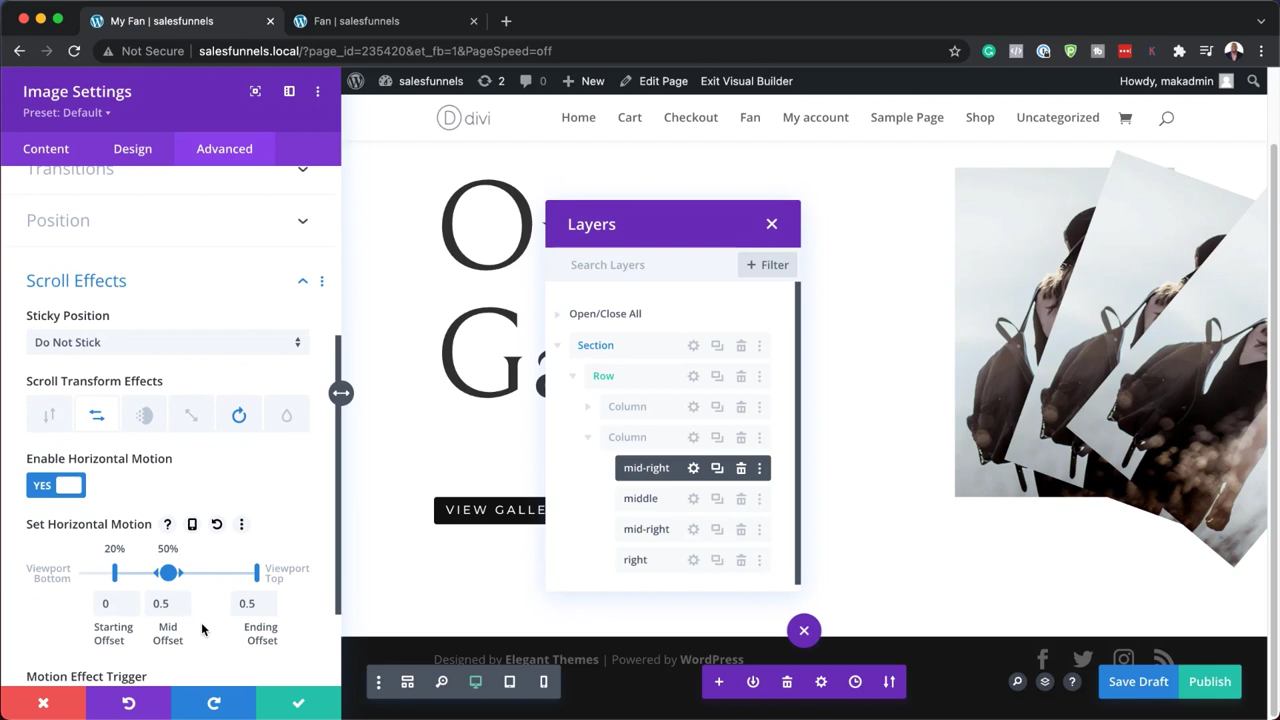 My Fan | salesfunnels
Fan | salesfunnels
Not Secure
salesfunnels.local/?page_id=235420&et_fb=1&PageSpeed=off
salesfunnels
2
0
New
Edit Page
Exit Visual Builder
Howdy, makadmin
Image Settings
Preset: Default
Content
Design
Advanced
D divi
Home
Cart
Checkout
Fan
My account
Sample Page
Shop
Uncategorized
Transitions
Position
Scroll Effects
Sticky Position
Do Not Stick
Scroll Transform Effects
Enable Horizontal Motion
YES
Set Horizontal Motion
?
20%
50%
Viewport
Bottom
Viewport
Top
0
0.5
0.5
Starting
Offset
Mid
Offset
Ending
Offset
Motion Effect Trigger
O
Ga
VIEW GALLE
Layers
Search Layers
+ Filter
Open/Close All
Section
Row
Column
Column
mid-right
middle
mid-right
right
Designed by Elegant Themes | Powered by WordPress
?
Save Draft
Publish